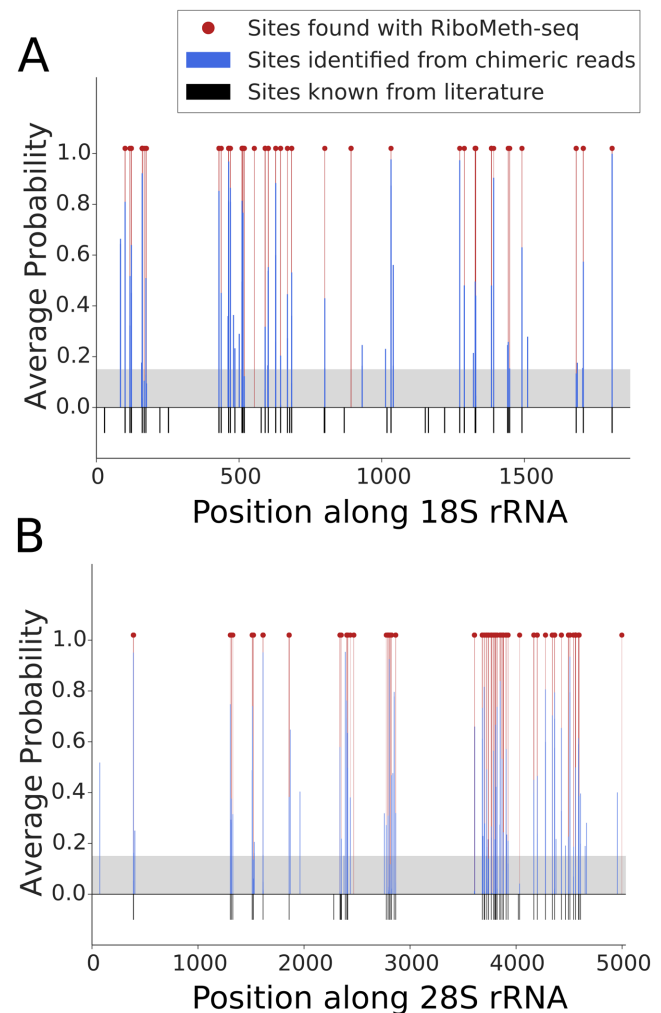 A
Sites found with RiboMeth-seq
Sites identified from chimeric reads
Sites known from literature
Average Probability
1.0
0.8
0.6
0.4
0.2
0.0
0
500
1000
1500
Position along 18S rRNA
B
Average Probability
1.0
0.8
0.6
0.4
0.2
0.0
0
1000
2000
3000
4000
5000
Position along 28S rRNA